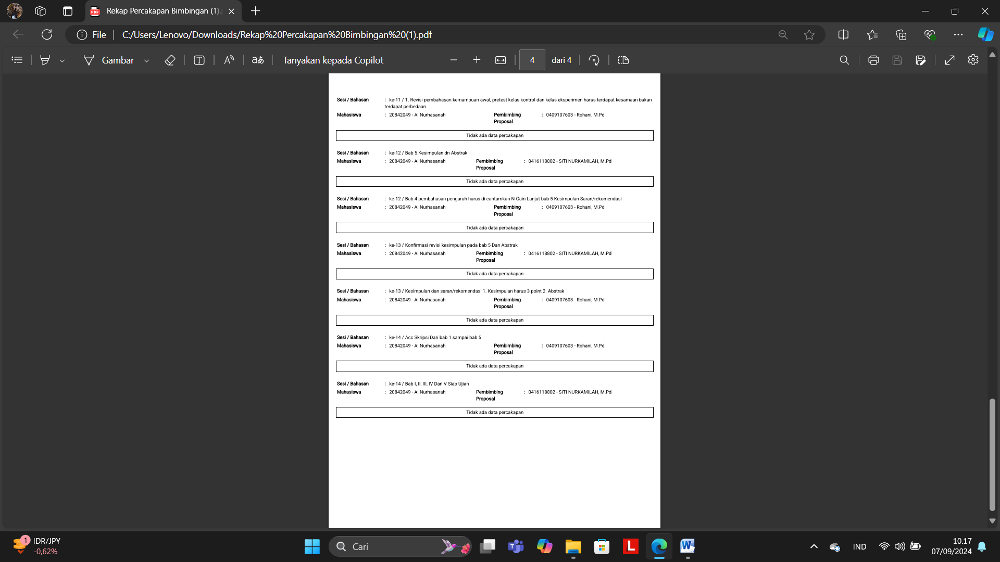 Rekap Percakapan Bimbingan (1).p
File
C:/Users/Lenovo/Downloads/Rekap%20Percakapan%20Bimbingan%20(1).pdf
Gambar
Tanyakan kepada Copilot
4 dari 4
Sesi / Bahasan : ke-11 / 1. Revisi pembahasan kemampuan awal, pretest kelas kontrol dan kelas eksperimen harus terdapat kesamaan bukan
terdapat perbedaan
Mahasiswa : 20842049 - Ai Nurhasanah Pembimbing : 0409107603 - Rohani, M.Pd
Proposal
Tidak ada data percakapan
Sesi / Bahasan : ke-12 / Bab 5 Kesimpulan dn Abstrak
Mahasiswa : 20842049 - Ai Nurhasanah Pembimbing : 0416118802 - SITI NURKAMILAH, M.Pd
Proposal
Tidak ada data percakapan
Sesi / Bahasan : ke-12 / Bab 4 pembahasan pengaruh harus di cantumkan N-Gain Lanjut bab 5 Kesimpulan Saran/rekomendasi
Mahasiswa : 20842049 - Ai Nurhasanah Pembimbing : 0409107603 - Rohani, M.Pd
Proposal
Tidak ada data percakapan
Sesi / Bahasan : ke-13 / Konfirmasi revisi kesimpulan pada bab 5 Dan Abstrak
Mahasiswa : 20842049 - Ai Nurhasanah Pembimbing : 0416118802 - SITI NURKAMILAH, M.Pd
Proposal
Tidak ada data percakapan
Sesi / Bahasan : ke-13 / Kesimpulan dan saran/rekomendasi 1. Kesimpulan harus 3 point 2. Abstrak
Mahasiswa : 20842049 - Ai Nurhasanah Pembimbing : 0409107603 - Rohani, M.Pd
Proposal
Tidak ada data percakapan
Sesi / Bahasan : ke-14 / Acc Skripsi Dari bab 1 sampai bab 5
Mahasiswa : 20842049 - Ai Nurhasanah Pembimbing : 0409107603 - Rohani, M.Pd
Proposal
Tidak ada data percakapan
Sesi / Bahasan : ke-14 / Bab I, II, III, IV Dan V Siap Ujian
Mahasiswa : 20842049 - Ai Nurhasanah Pembimbing : 0416118802 - SITI NURKAMILAH, M.Pd
Proposal
Tidak ada data percakapan
1
IDR/JPY
-0,62%
Cari
IND
10.17
07/09/2024